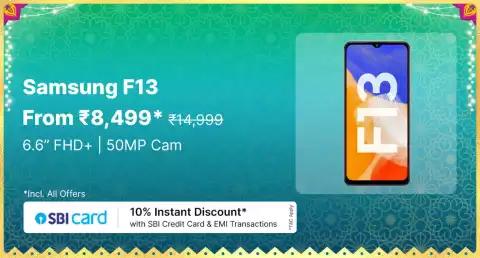 Samsung F13
From ₹8,499* ₹14,999
6.6” FHD+ | 50MP Cam
F13
*Incl. All Offers
SBI card
10% Instant Discount*
with SBI Credit Card & EMI Transactions
*T&C Apply